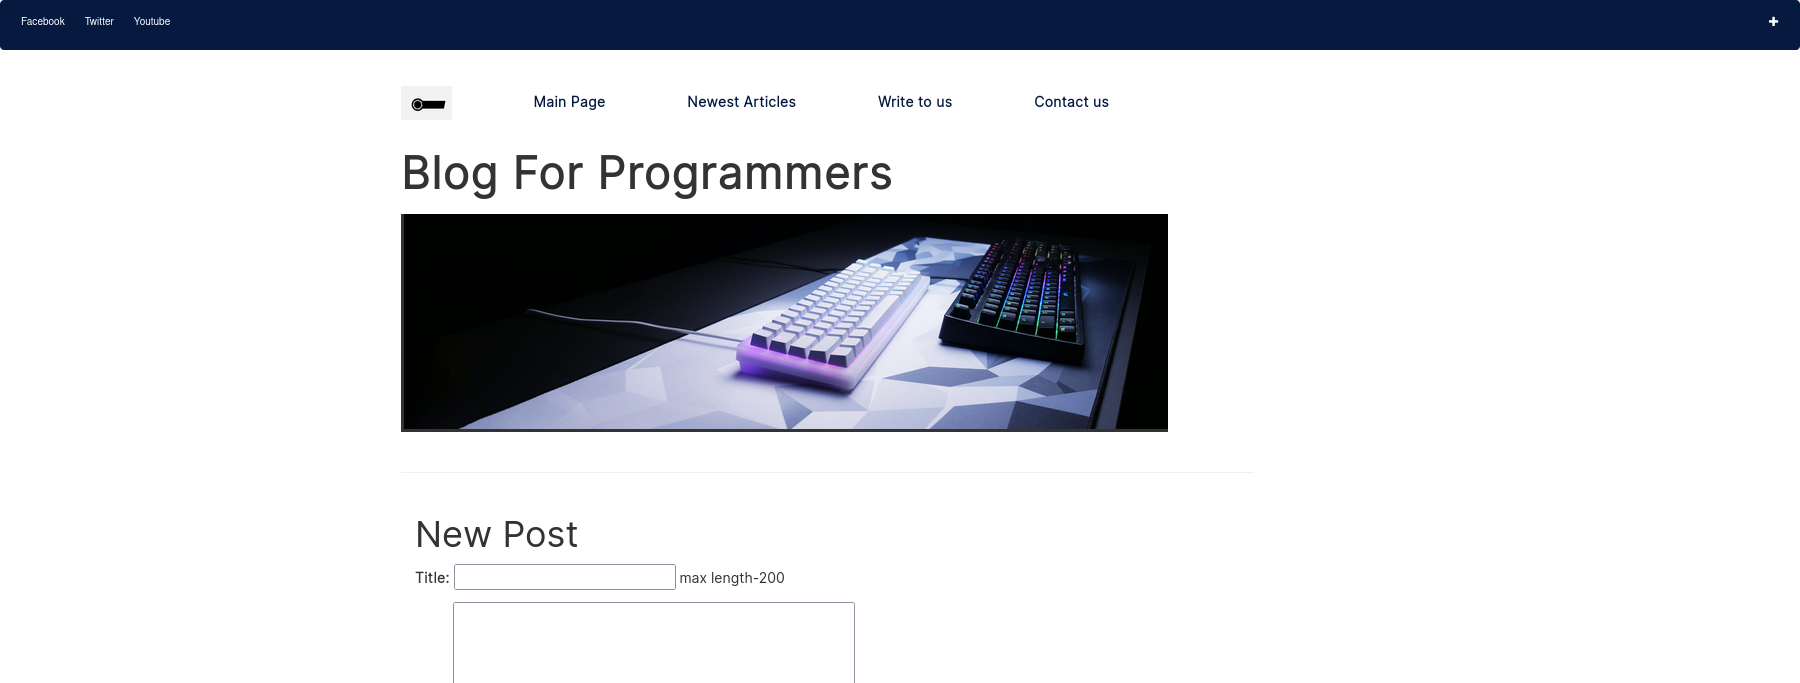 Facebook Twitter Youtube
Main Page Newest Articles Write to us Contact us
Blog For Programmers
New Post
Title: max length-200